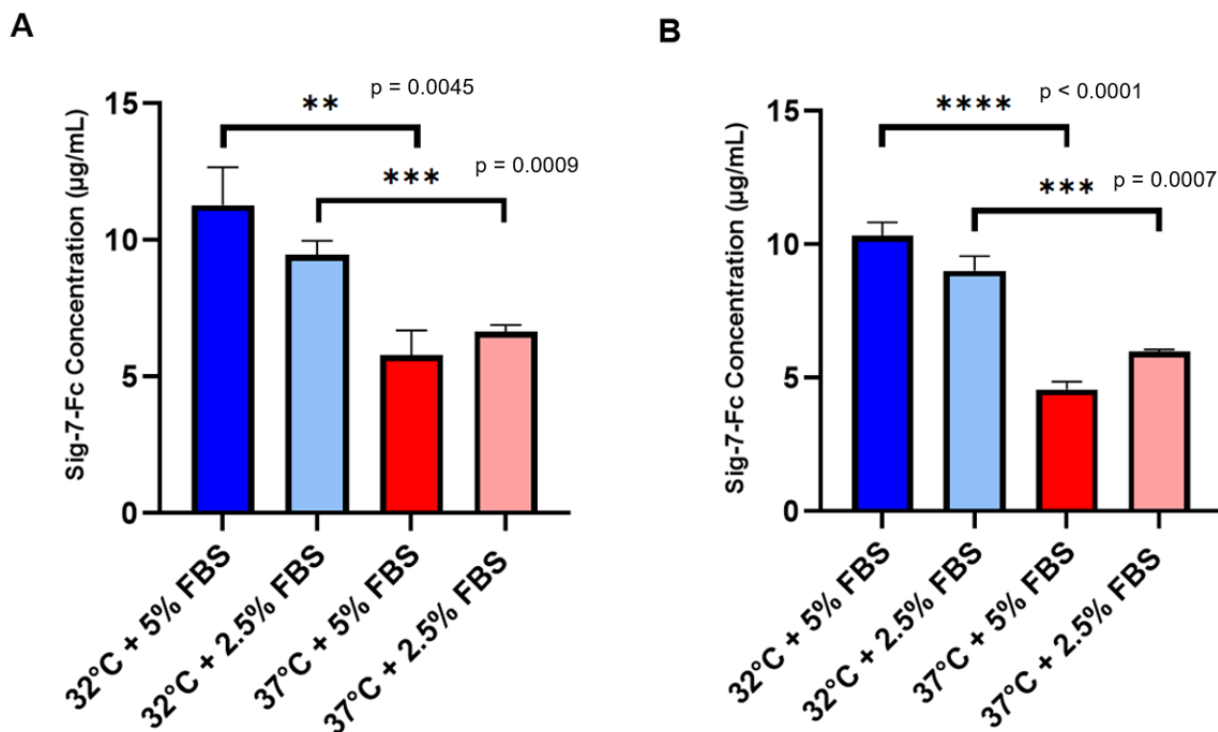 A
Sig-7-Fc Concentration (µg/mL)
15
10
5
0
** p = 0.0045
*** p = 0.0009
32°C + 5% FBS
32°C + 2.5% FBS
37°C + 5% FBS
37°C + 2.5% FBS
B
Sig-7-Fc Concentration (µg/mL)
15
10
5
0
**** p < 0.0001
*** p = 0.0007
32°C + 5% FBS
32°C + 2.5% FBS
37°C + 5% FBS
37°C + 2.5% FBS